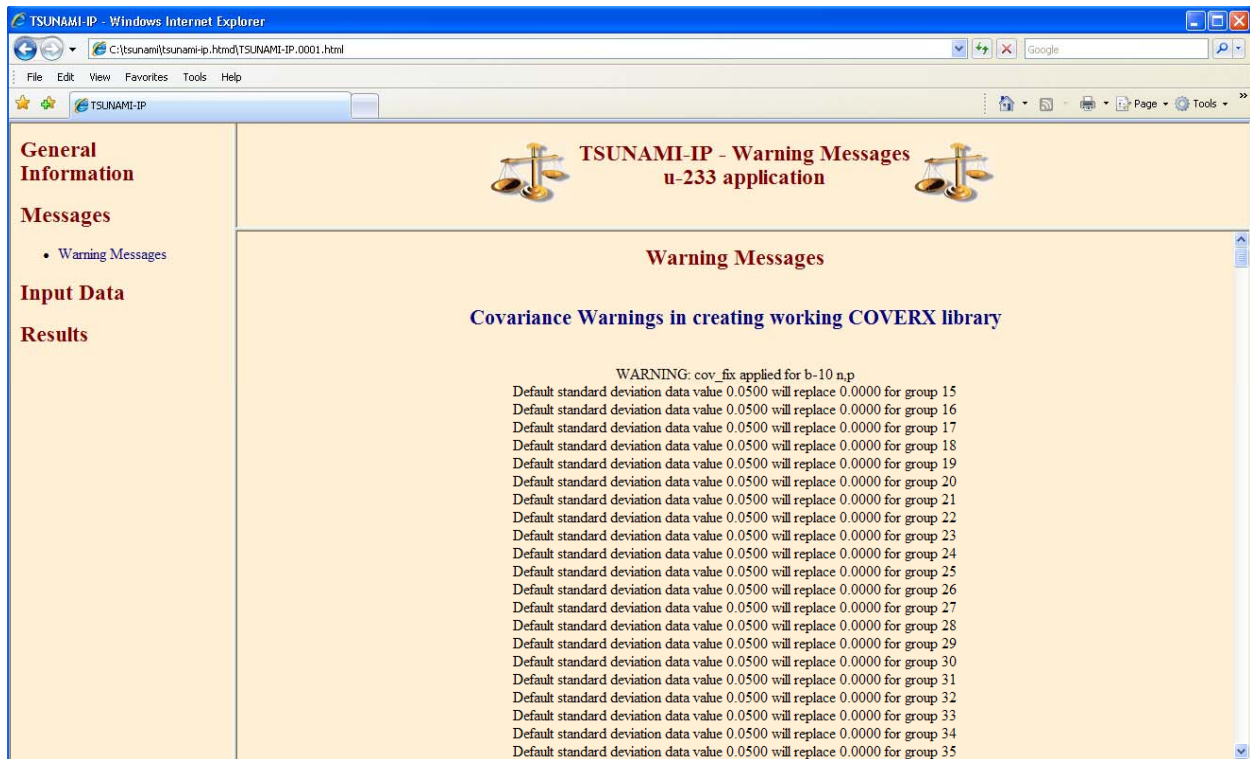 TSUNAMI-IP - Windows Internet Explorer
C:\tsunami\tsunami-ip.htmd\TSUNAMI-IP.0001.html
Google
File Edit View Favorites Tools Help
TSUNAMI-IP
Page Tools »
General
Information
Messages
• Warning Messages
Input Data
Results
TSUNAMI-IP - Warning Messages
u-233 application
Warning Messages
Covariance Warnings in creating working COVERX library
WARNING: cov_fix applied for b-10 n,p
Default standard deviation data value 0.0500 will replace 0.0000 for group 15
Default standard deviation data value 0.0500 will replace 0.0000 for group 16
Default standard deviation data value 0.0500 will replace 0.0000 for group 17
Default standard deviation data value 0.0500 will replace 0.0000 for group 18
Default standard deviation data value 0.0500 will replace 0.0000 for group 19
Default standard deviation data value 0.0500 will replace 0.0000 for group 20
Default standard deviation data value 0.0500 will replace 0.0000 for group 21
Default standard deviation data value 0.0500 will replace 0.0000 for group 22
Default standard deviation data value 0.0500 will replace 0.0000 for group 23
Default standard deviation data value 0.0500 will replace 0.0000 for group 24
Default standard deviation data value 0.0500 will replace 0.0000 for group 25
Default standard deviation data value 0.0500 will replace 0.0000 for group 26
Default standard deviation data value 0.0500 will replace 0.0000 for group 27
Default standard deviation data value 0.0500 will replace 0.0000 for group 28
Default standard deviation data value 0.0500 will replace 0.0000 for group 29
Default standard deviation data value 0.0500 will replace 0.0000 for group 30
Default standard deviation data value 0.0500 will replace 0.0000 for group 31
Default standard deviation data value 0.0500 will replace 0.0000 for group 32
Default standard deviation data value 0.0500 will replace 0.0000 for group 33
Default standard deviation data value 0.0500 will replace 0.0000 for group 34
Default standard deviation data value 0.0500 will replace 0.0000 for group 35